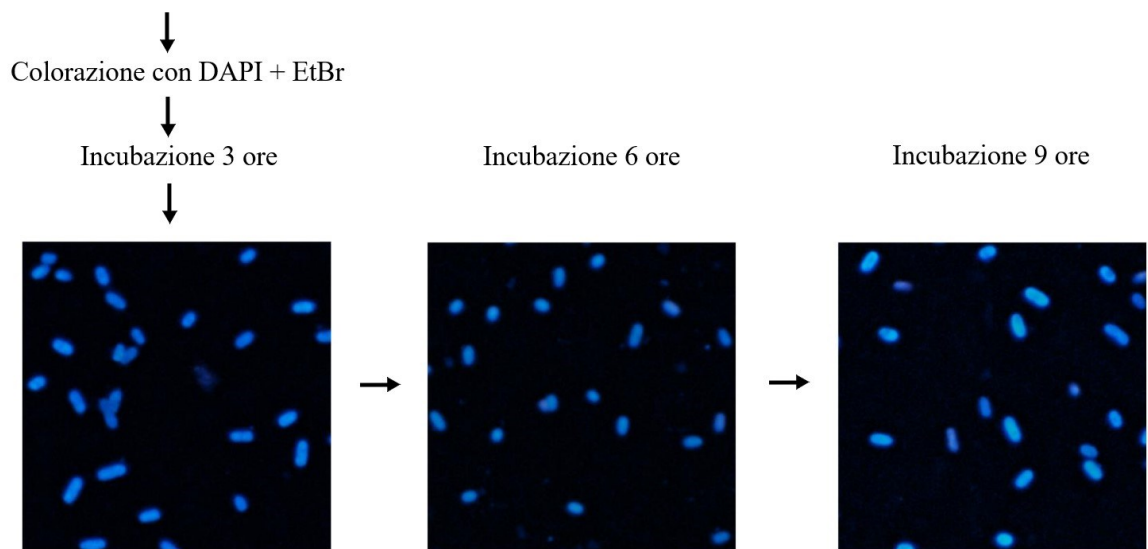 Colorazione con DAPI + EtBr
Incubazione 3 ore
Incubazione 6 ore
Incubazione 9 ore